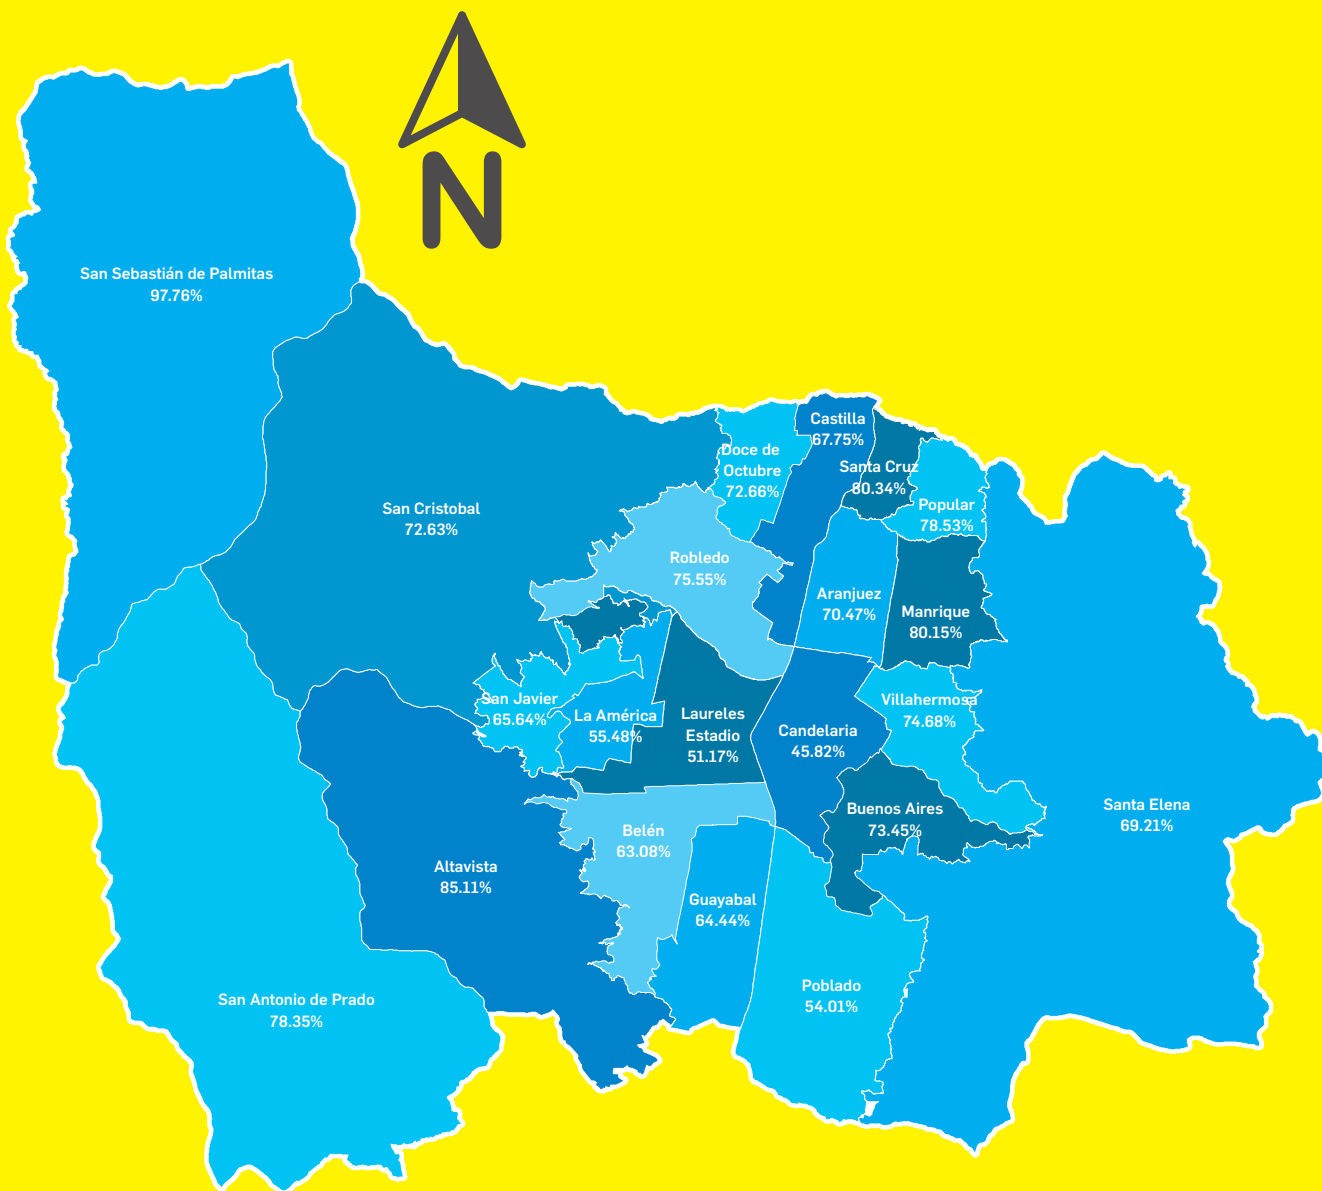 N
San Sebastián de Palmitas
97.76%
San Cristobal
72.63%
Doce de
Octubre
72.66%
Castilla
67.75%
Santa Cruz
80.34%
Popular
78.53%
Robledo
75.55%
Aranjuez
70.47%
Manrique
80.15%
San Javier
65.64%
La América
55.48%
Laureles
Estadio
51.17%
Candelaria
45.82%
Villahermosa
74.68%
Buenos Aires
73.45%
Santa Elena
69.21%
Belén
63.08%
Altavista
85.11%
Guayabal
64.44%
Poblado
54.01%
San Antonio de Prado
78.35%